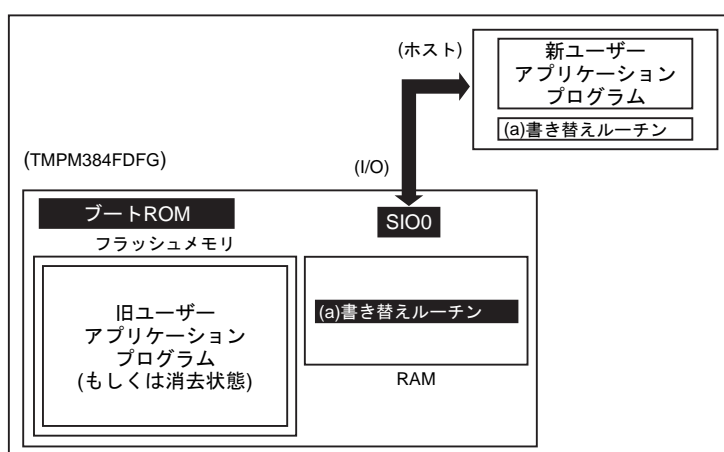 (ホスト)
新ユーザー
アプリケーション
プログラム
(a)書き替えルーチン
(TMPM384FDFG)
(I/O)
ブートROM
SIO0
フラッシュメモリ
旧ユーザー
アプリケーション
プログラム
(もしくは消去状態)
(a)書き替えルーチン
RAM